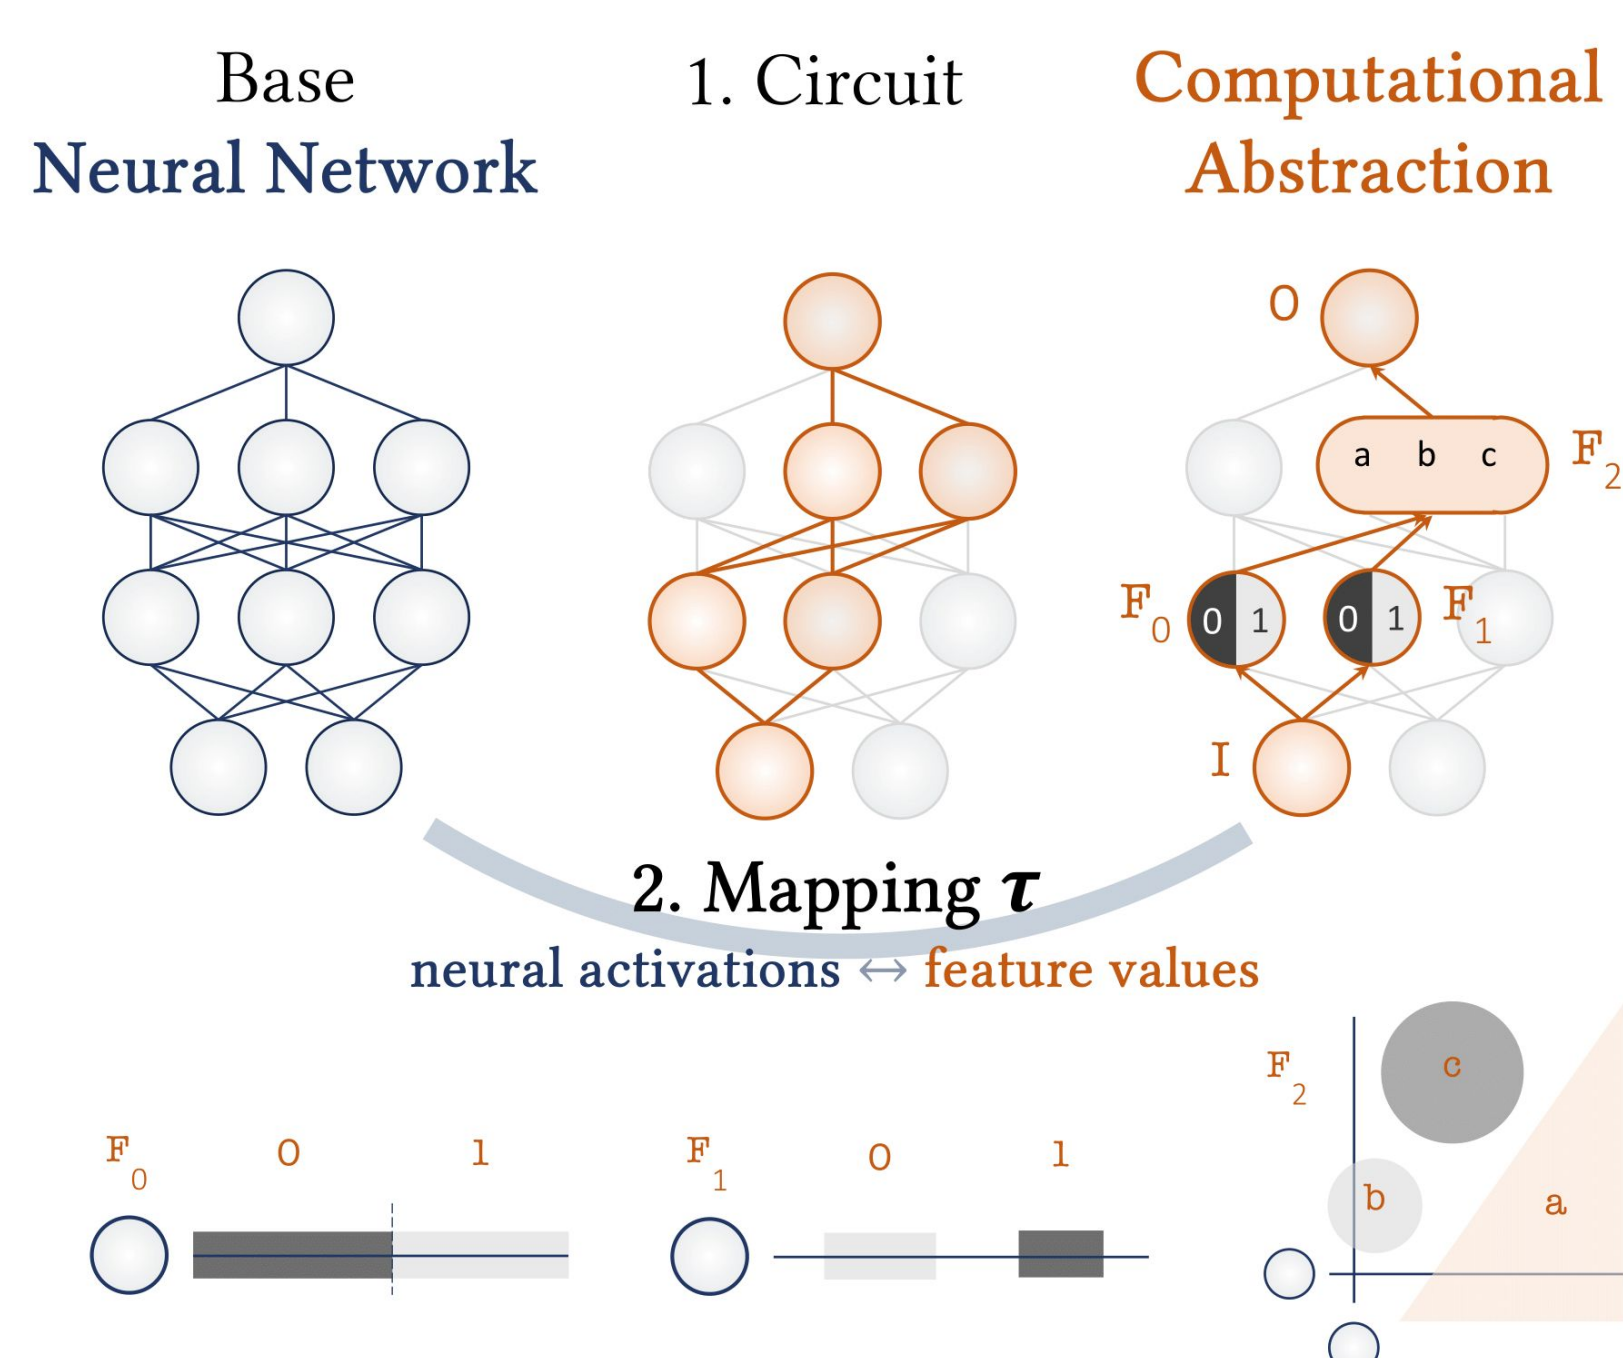 Base
Neural Network
1. Circuit
Computational
Abstraction
O
a b c
F2
F0
0 1
0 1
F1
I
2. Mapping τ
neural activations ↔ feature values
F0
0
1
F1
0
1
F2
c
b
a